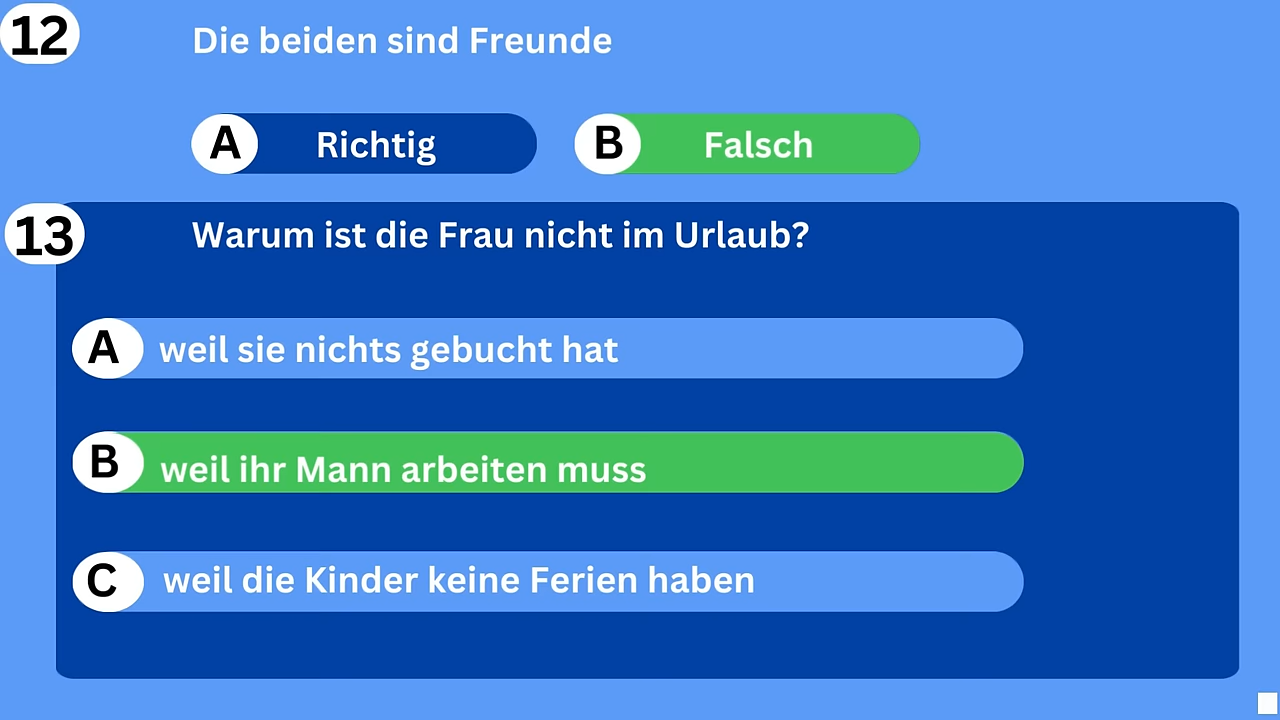 12 Die beiden sind Freunde
A Richtig B Falsch
13 Warum ist die Frau nicht im Urlaub?
A weil sie nichts gebucht hat
B weil ihr Mann arbeiten muss
C weil die Kinder keine Ferien haben